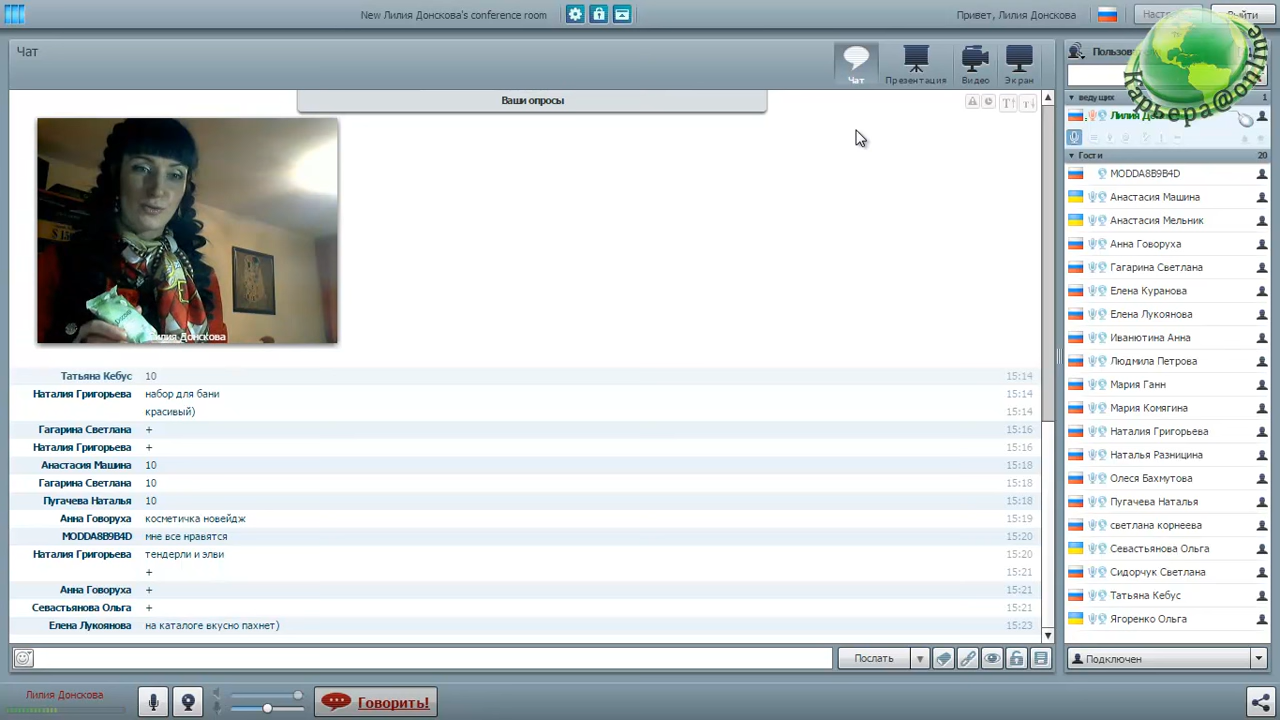 New Лилия Донскова's conference room
Привет, Лилия Донскова
Выйти
Чат
Чат
Презентация
Видео
Экран
Карьера@online
Ваши опросы
ведущих 1
Гости 20
MODDA8B9B4D
Анастасия Машина
Анастасия Мельник
Анна Говоруха
Гагарина Светлана
Елена Куранова
Елена Лукоянова
Иванютина Анна
Людмила Петрова
Мария Ганн
Мария Комягина
Наталия Григорьева
Наталья Разницина
Олеся Бахмутова
Пугачева Наталья
светлана корнеева
Севастьянова Ольга
Сидорчук Светлана
Татьяна Кебус
Ягоренко Ольга
Подключен
Татьяна Кебус 10 15:14
Наталия Григорьева набор для бани 15:14
красивый) 15:14
Гагарина Светлана + 15:16
Наталия Григорьева + 15:16
Анастасия Машина 10 15:18
Гагарина Светлана 10 15:18
Пугачева Наталья 10 15:18
Анна Говоруха косметичка новейдж 15:19
MODDA8B9B4D мне все нравятся 15:20
Наталия Григорьева тендерли и элви 15:20
+ 15:21
Анна Говоруха + 15:21
Севастьянова Ольга + 15:21
Елена Лукоянова на каталоге вкусно пахнет) 15:23
Послать
Лилия Донскова
Говорить!